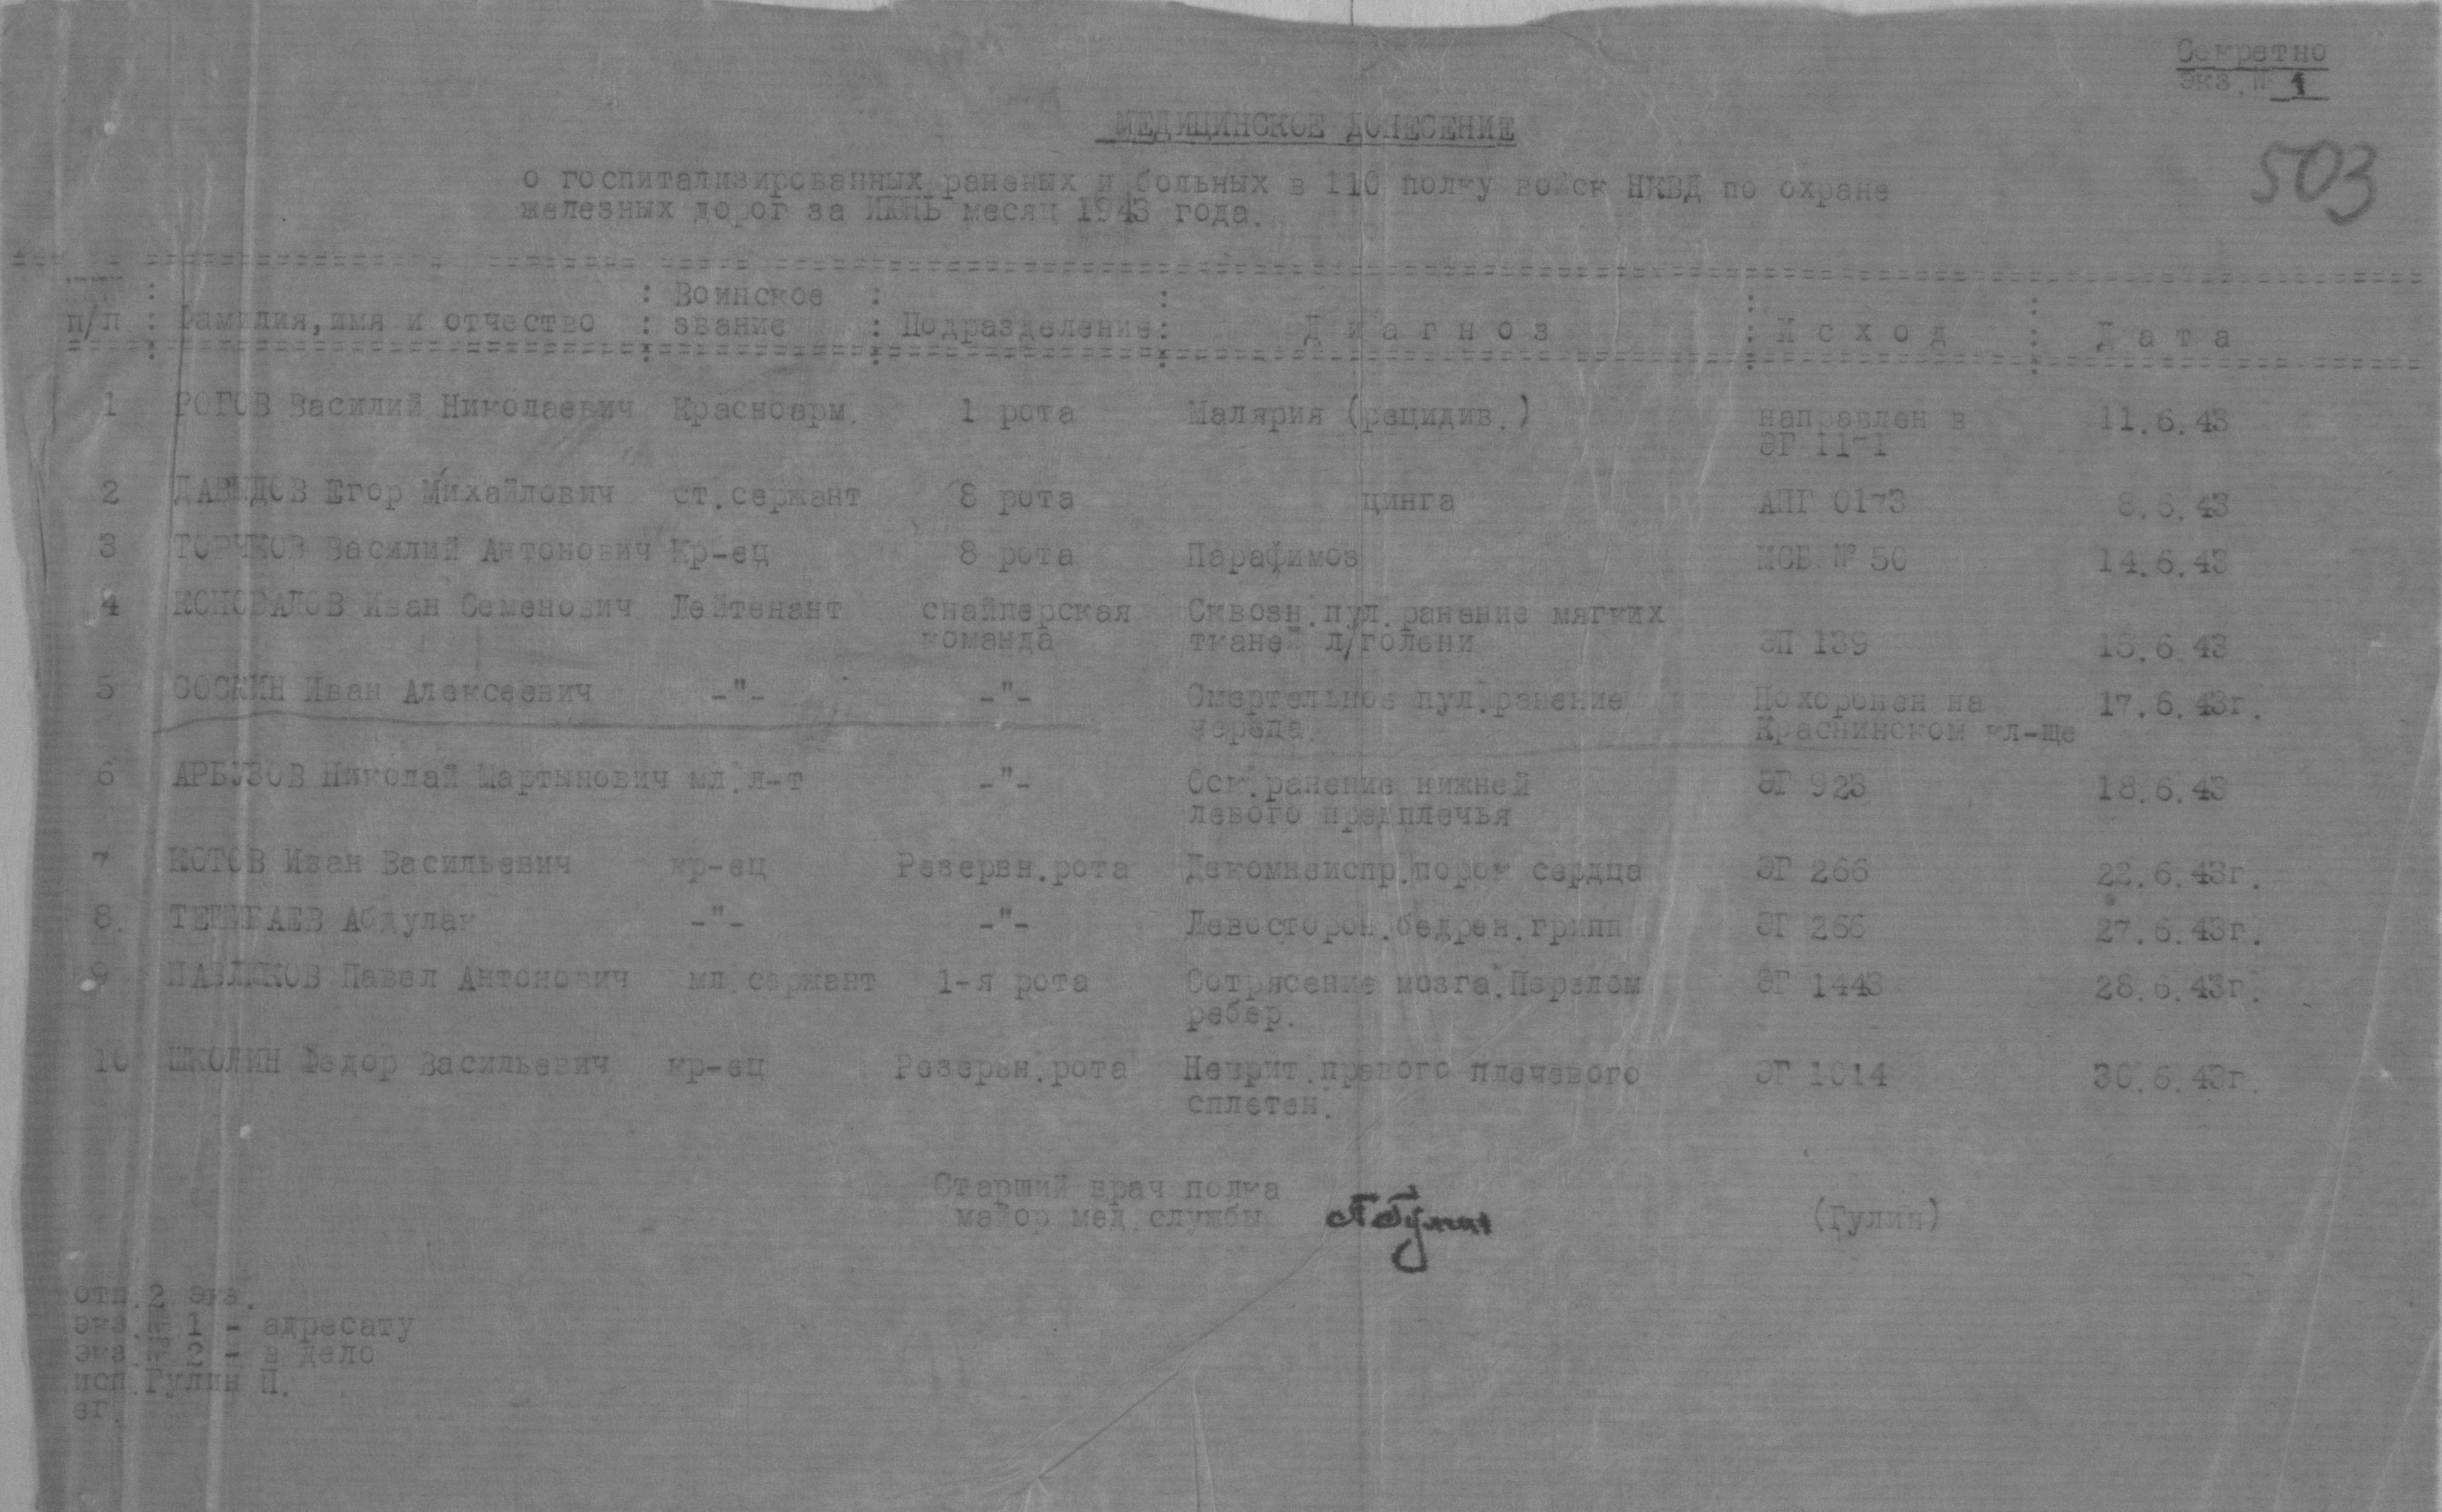 Секретно
экз.№ 1
МЕДИЦИНСКОЕ ДОНЕСЕНИЕ
503
о госпитализированных раненых и больных в 110 полку войск НКВД по охране
железных дорог за ИЮНЬ месяц 1943 года.
п/п : Фамилия,имя и отчество : Воинское звание : Подразделение: Д и а г н о з : И с х о д : Д а т а
1 РОГОВ Василий Николаевич Красноарм. 1 рота Малярия (рецидив.) направлен в 11.6.43
ЭГ 1171
2 ДАВЫДОВ Егор Михайлович ст.сержант 8 рота цинга АПГ 0173 8.6.43
3 ТОРЧКОВ Василий Антонович Кр-ец 8 рота Парафимоз МСБ № 50 14.6.43
4 КОНОВАЛОВ Иван Семенович Лейтенант снайперская Сквозн.пул.ранение мягких
команда тканей л/голени ЭП 139 15.6.43
5 СОСКИН Иван Алексеевич -"- -"- Смертельное пул.ранение Похоронен на 17.6.43г.
черепа. Краснинском кл-ще
6 АРБУЗОВ Николай Мартынович мл.л-т -"- Оск.ранение нижней ЭГ 923 18.6.43
левого предплечья
7 КОТОВ Иван Васильевич кр-ец Резервн.рота порок сердца ЭГ 266 22.6.43г.
8. Абдулак -"- -"- Левосторон.бедрен.грипп ЭГ 266 27.6.43г.
9 ПАВЛЮКОВ Павел Антонович мл.сержант 1-я рота Сотрясение мозга.Перелом ЭГ 1443 28.6.43г.
ребер.
10 ШКОЛИН Федор Васильевич кр-ец Резервн.рота Неврит.правого плечевого ЭГ 1014 30.6.43г.
сплетен.
Старший врач полка
майор мед.службы (Гулин)
отп.2 экз.
экз.№ 1 - адресату
экз.№ 2 - в дело
исп.Гулин П.
ег.